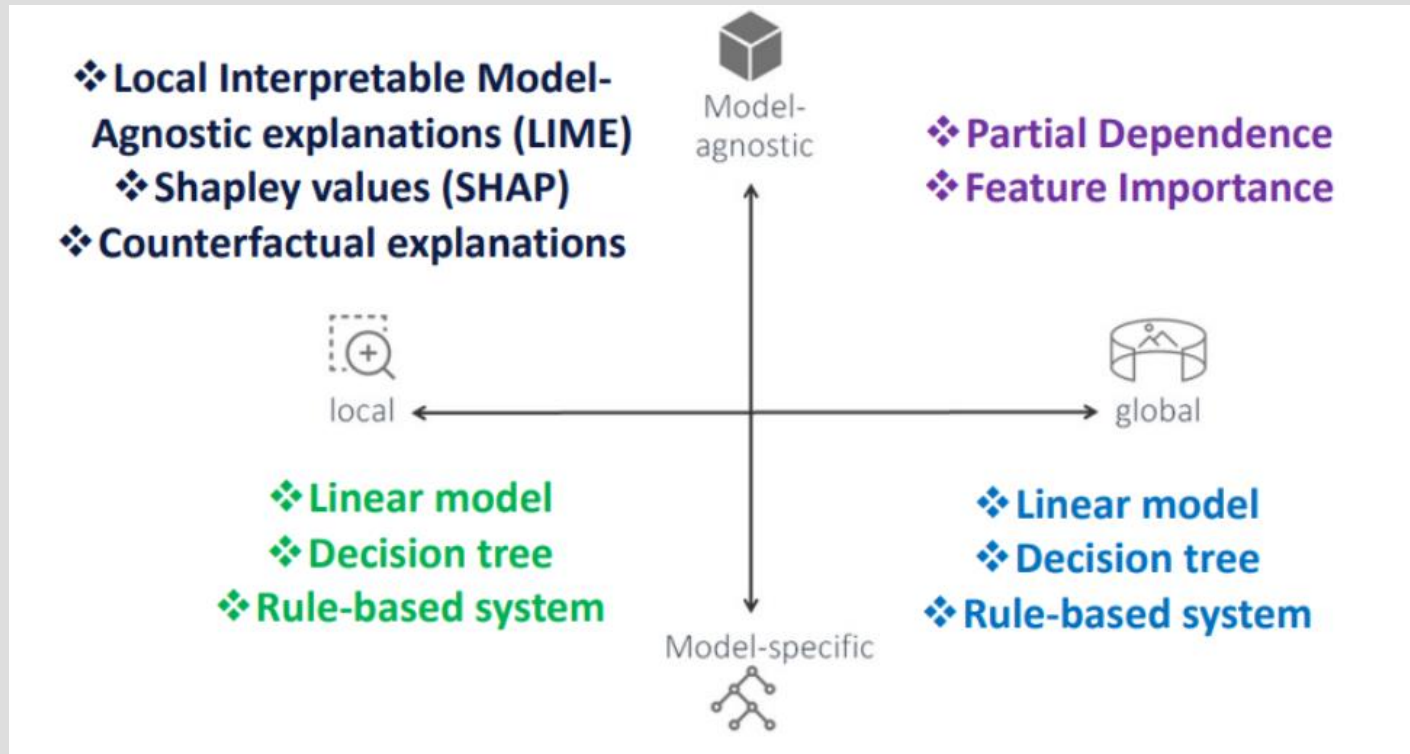 ❖Local Interpretable Model-
Agnostic explanations (LIME)
❖Shapley values (SHAP)
❖Counterfactual explanations
Model-
agnostic
❖Partial Dependence
❖Feature Importance
local
global
❖Linear model
❖Decision tree
❖Rule-based system
❖Linear model
❖Decision tree
❖Rule-based system
Model-specific